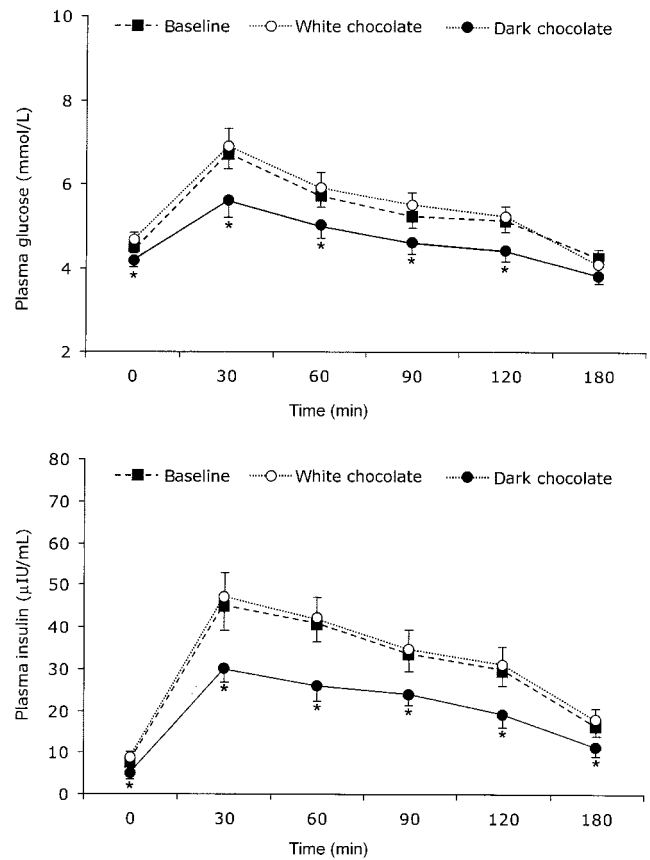 10
Baseline White chocolate Dark chocolate
8
6
4
2
Plasma glucose (mmol/L)
* * * * *
0 30 60 90 120 180
Time (min)
80
Baseline White chocolate Dark chocolate
70
60
50
40
30
20
10
0
Plasma insulin (µIU/mL)
* * * * * *
0 30 60 90 120 180
Time (min)